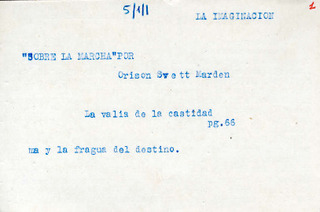 5/1/1 LA IMAGINACION 1
"SOBRE LA MARCHA"POR
Orison Swett Marden
La valia de la castidad
pg.66
ma y la fragua del destino.